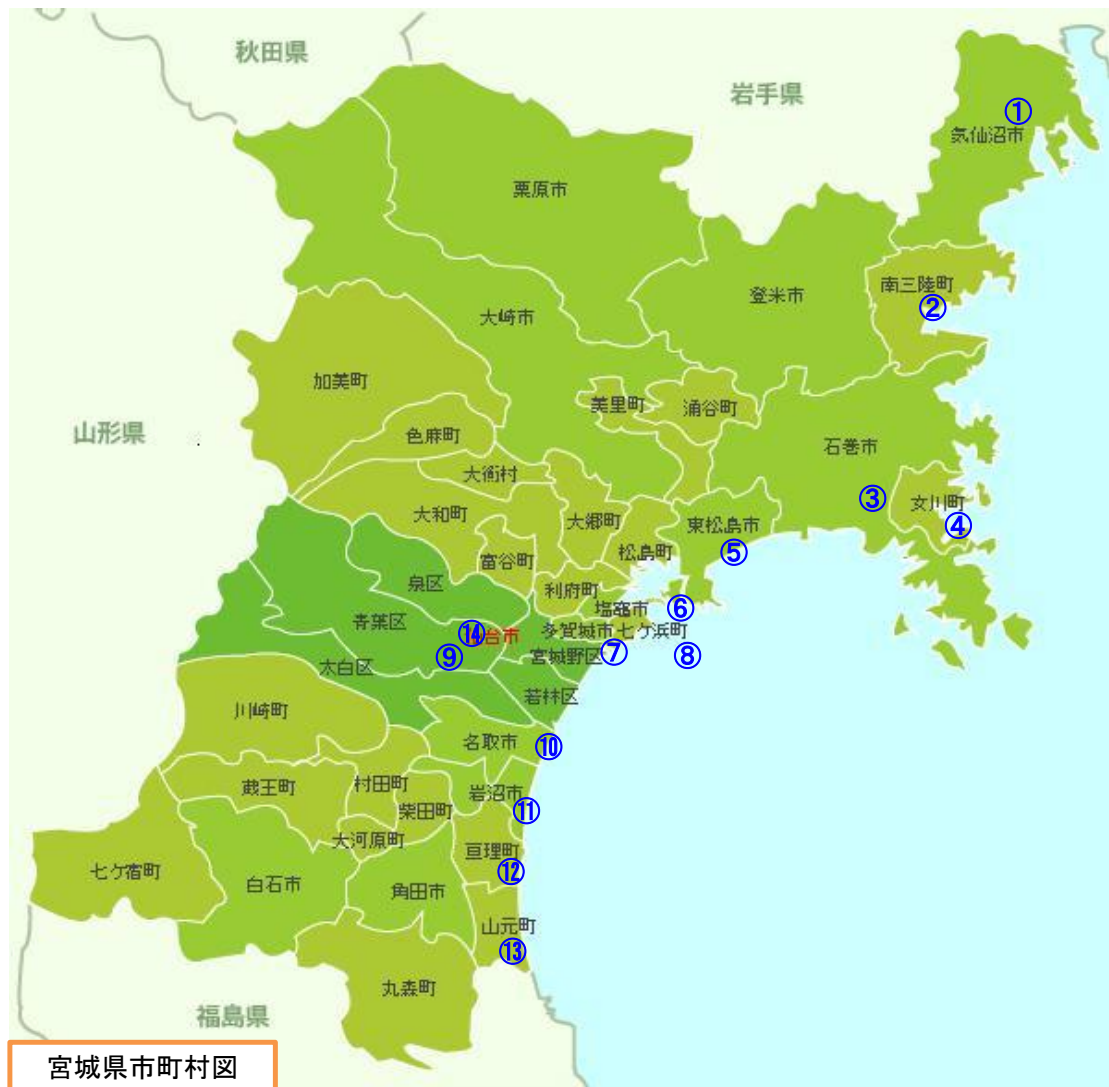 秋田県
岩手県
①
気仙沼市
栗原市
南三陸町
②
登米市
大崎市
加美町
美里町
涌谷町
山形県
色麻町
石巻市
大衡村
③
女川町
④
大和町
大郷町
東松島市
⑤
松島町
富谷町
泉区
利府町
塩竈市
⑥
青葉区
⑭
台市
多賀城市
七ケ浜町
⑨
宮城野区
⑦
⑧
太白区
若林区
川崎町
名取市
⑩
蔵王町
村田町
岩沼市
柴田町
⑪
大河原町
亘理町
七ケ宿町
⑫
白石市
角田市
山元町
⑬
丸森町
福島県
宮城県市町村図